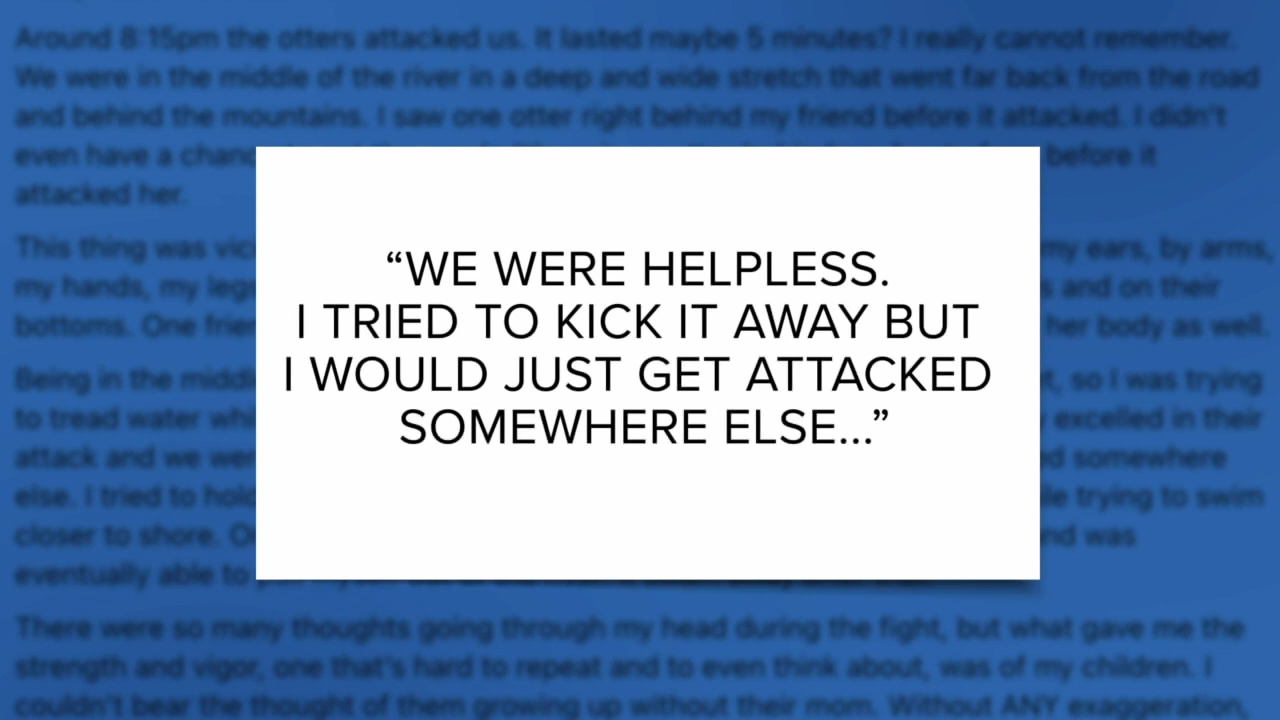 Around 8:15pm the otters attacked us. It lasted maybe 5 minutes? I really cannot remember.
We were in the middle of the river in a deep and wide stretch that went far back from the road
and behind the mountains. I saw one otter right behind my friend before it attacked. I didn't
even have a before it
attacked her.
This thing was my ears, by arms,
my hands, my and on their
bottoms. One her body as well.
Being in the so I was trying
to tread water excelled in their
attack and we somewhere
else. I tried to trying to swim
closer to shore. was
eventually able to
There were so many thoughts going through my head during the fight, but what gave me the
strength and vigor, one that's hard to repeat and to even think about, was of my children. I
couldn't bear the thought of them growing up without their mom. Without ANY exaggeration,
“WE WERE HELPLESS.
I TRIED TO KICK IT AWAY BUT
I WOULD JUST GET ATTACKED
SOMEWHERE ELSE...”